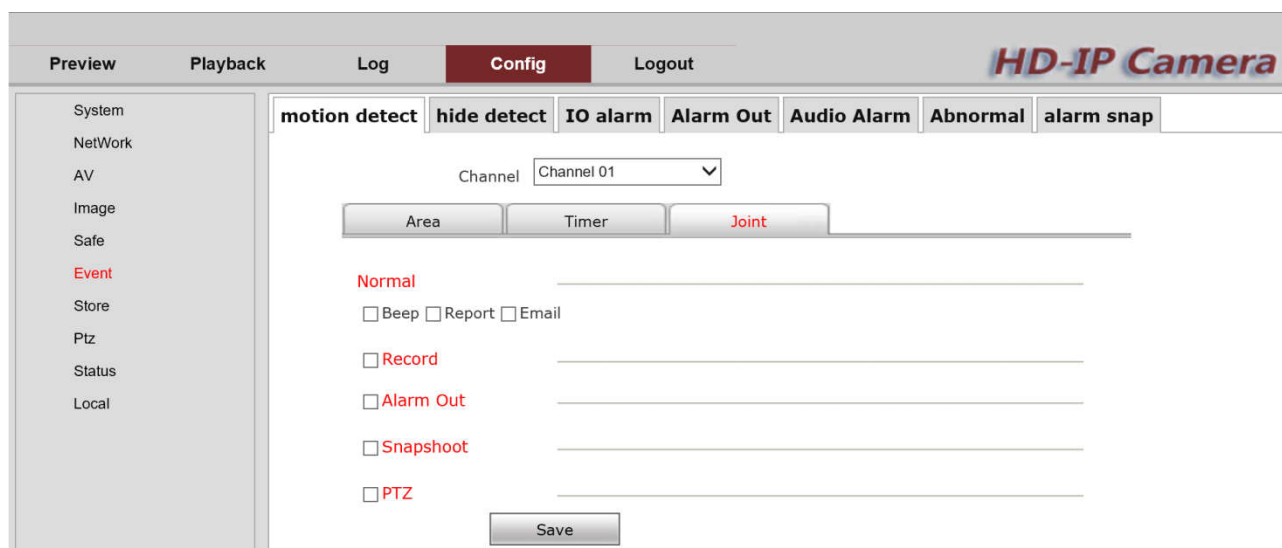 HD-IP Camera
Preview Playback Log Config Logout
System
NetWork
AV
Image
Safe
Event
Store
Ptz
Status
Local
motion detect hide detect IO alarm Alarm Out Audio Alarm Abnormal alarm snap
Channel Channel 01
Area Timer Joint
Normal
Beep Report Email
Record
Alarm Out
Snapshoot
PTZ
Save